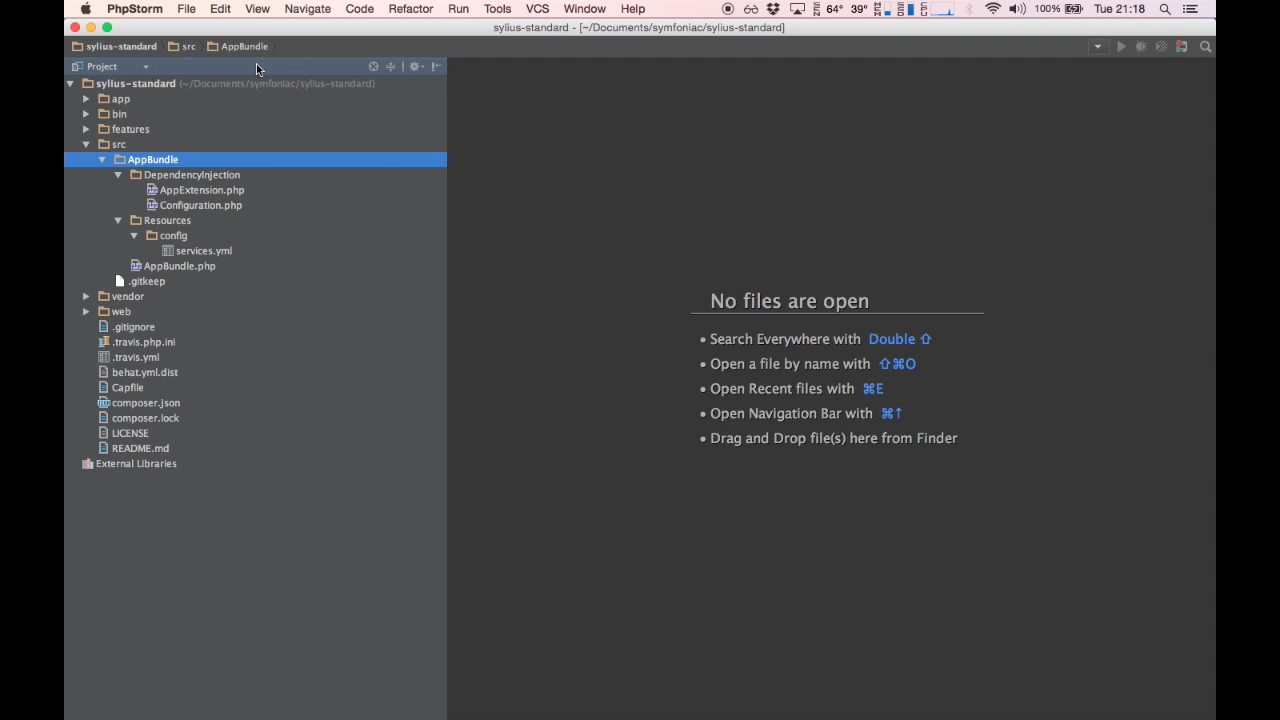 PhpStorm File Edit View Navigate Code Refactor Run Tools VCS Window Help 64° 39° 100% Tue 21:18
sylius-standard - [~/Documents/symfoniac/sylius-standard]
sylius-standard src AppBundle
Project
sylius-standard (~/Documents/symfoniac/sylius-standard)
app
bin
features
src
AppBundle
DependencyInjection
AppExtension.php
Configuration.php
Resources
config
services.yml
AppBundle.php
.gitkeep
vendor
web
.gitignore
.travis.php.ini
.travis.yml
behat.yml.dist
Capfile
composer.json
composer.lock
LICENSE
README.md
External Libraries
No files are open
• Search Everywhere with Double ⇧
• Open a file by name with ⇧⌘O
• Open Recent files with ⌘E
• Open Navigation Bar with ⌘↑
• Drag and Drop file(s) here from Finder